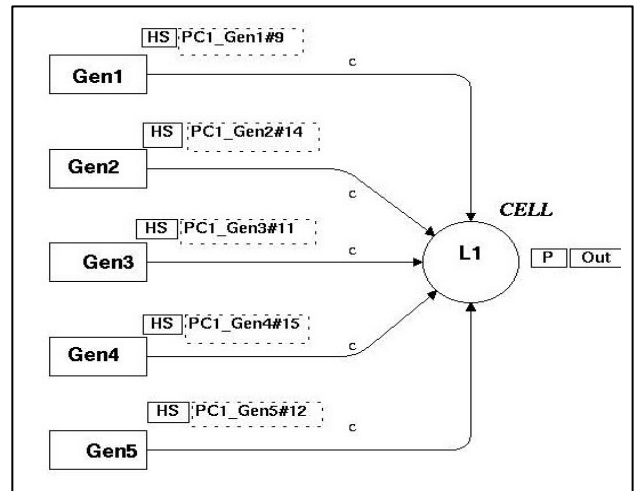 HS PC1_Gen1#9
c
Gen1
HS PC1_Gen2#14
Gen2
c
CELL
HS PC1_Gen3#11
c
Gen3
L1
P Out
HS PC1_Gen4#15
c
Gen4
HS PC1_Gen5#12
c
Gen5